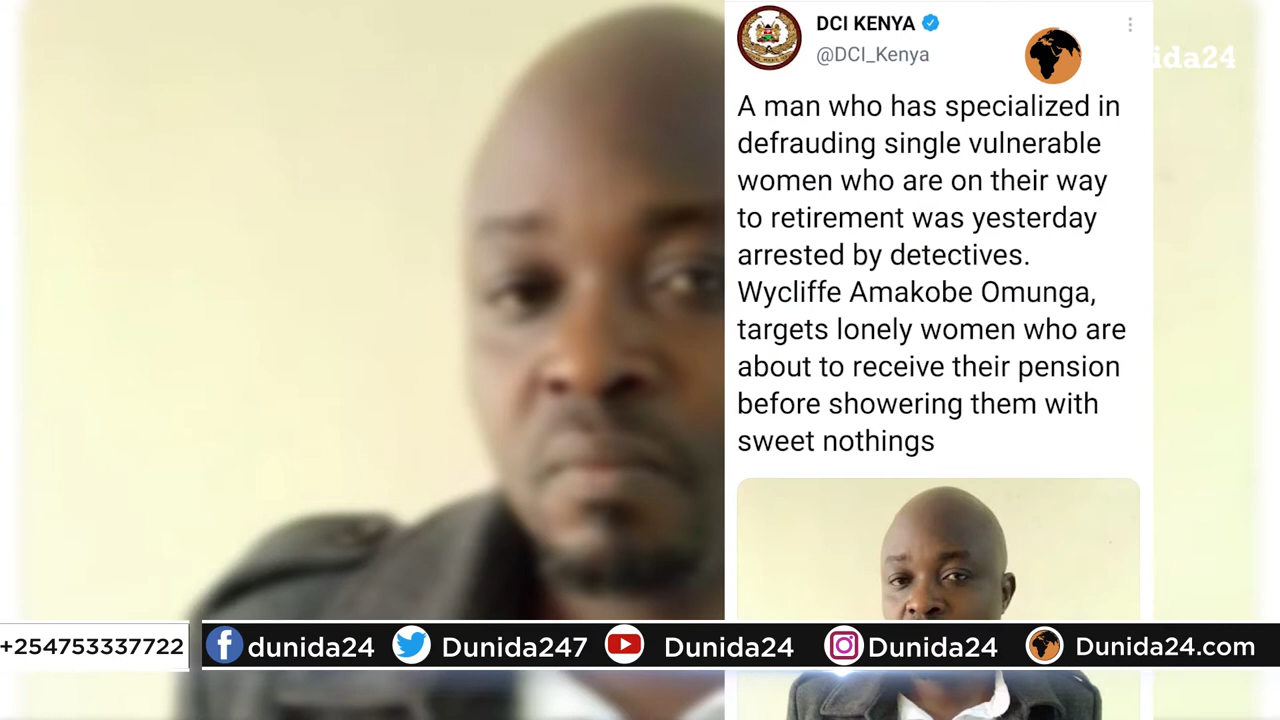 DCI KENYA
@DCI_Kenya
ida24
A man who has specialized in
defrauding single vulnerable
women who are on their way
to retirement was yesterday
arrested by detectives.
Wycliffe Amakobe Omunga,
targets lonely women who are
about to receive their pension
before showering them with
sweet nothings
+254753337722 dunida24 Dunida247 Dunida24 Dunida24 Dunida24.com